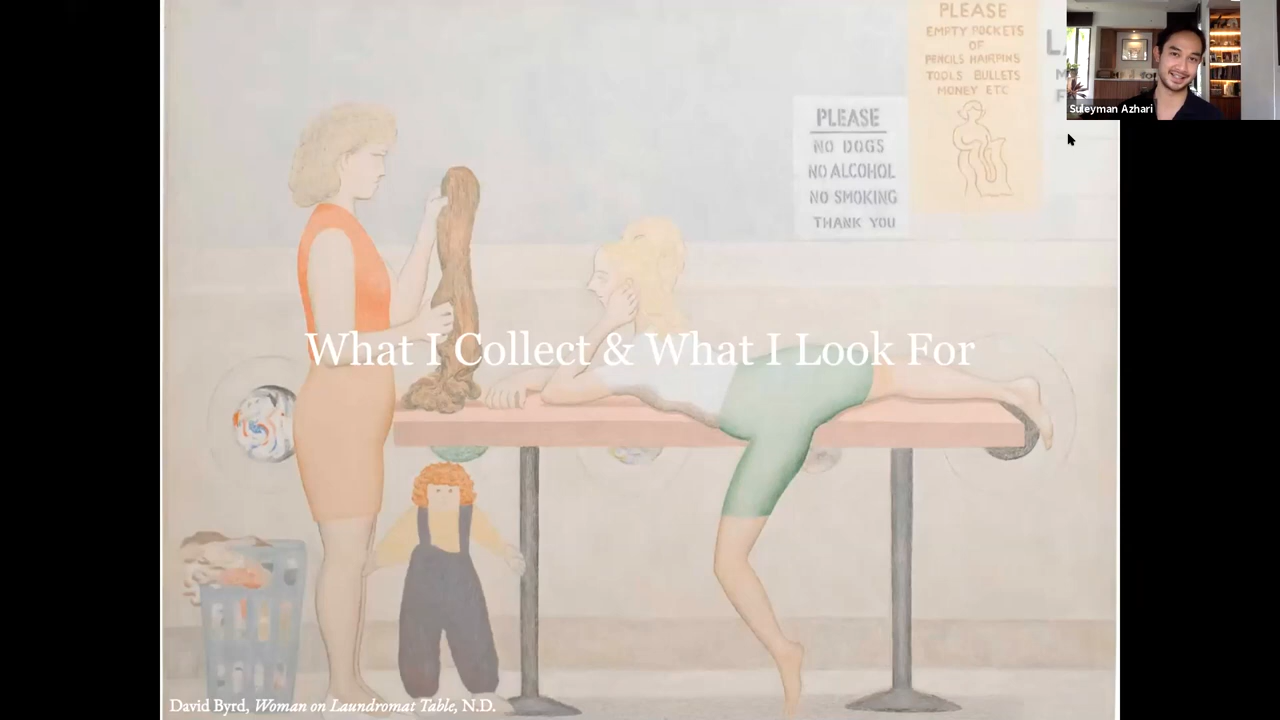 PLEASE
EMPTY POCKETS
OF
PENCILS HAIRPINS
TOOLS BULLETS
MONEY ETC
Suleyman Azhari
PLEASE
NO DOGS
NO ALCOHOL
NO SMOKING
THANK YOU
What I Collect & What I Look For
David Byrd, Woman on Laundromat Table, N.D.